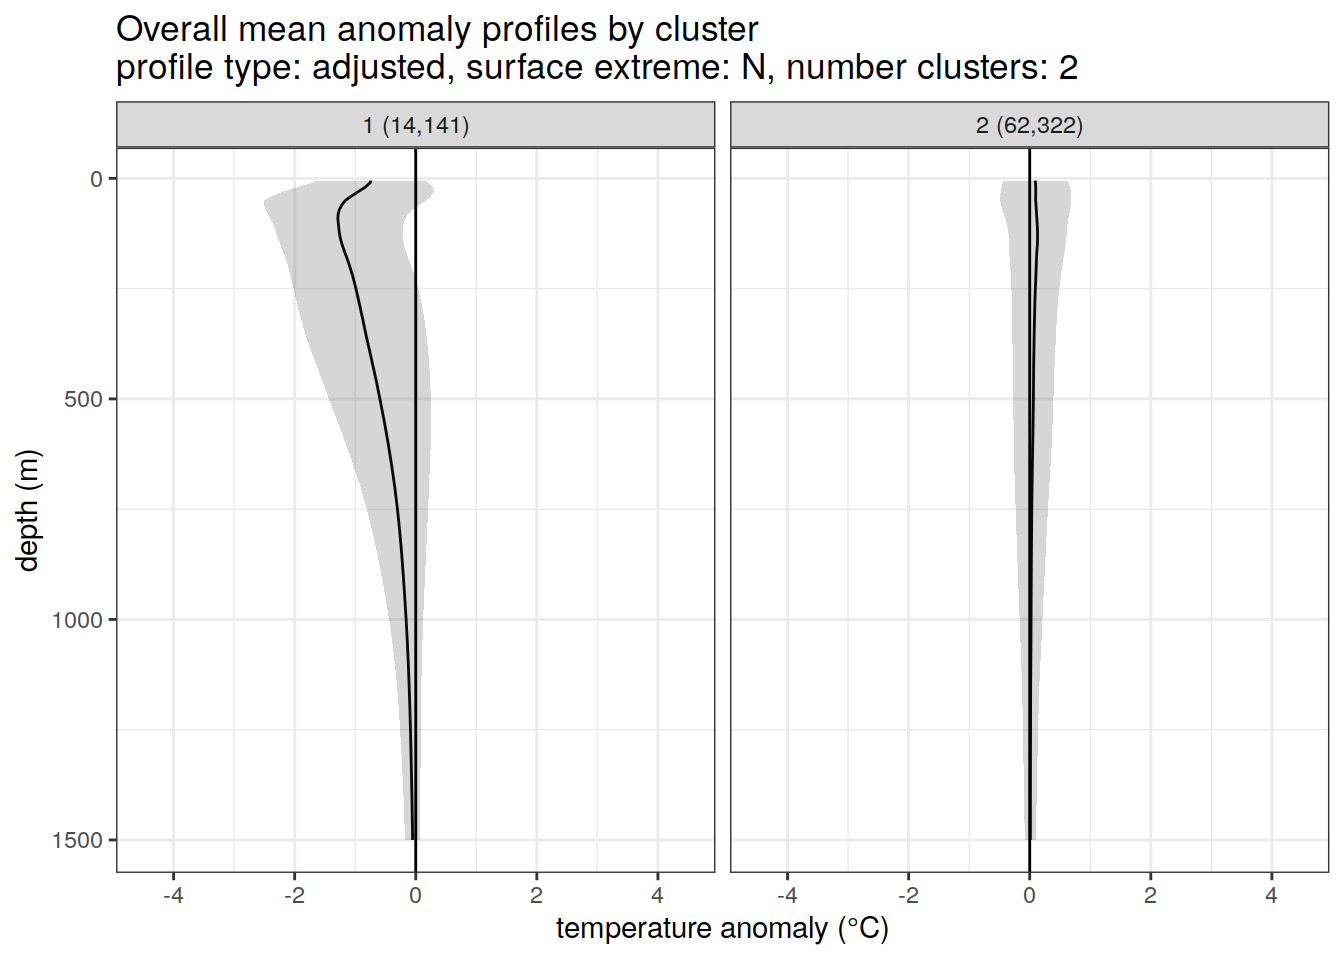 Overall mean anomaly profiles by cluster
profile type: adjusted, surface extreme: N, number clusters: 2
1 (14,141)
2 (62,322)
0
500
1000
1500
depth (m)
-4 -2 0 2 4
-4 -2 0 2 4
temperature anomaly (°C)